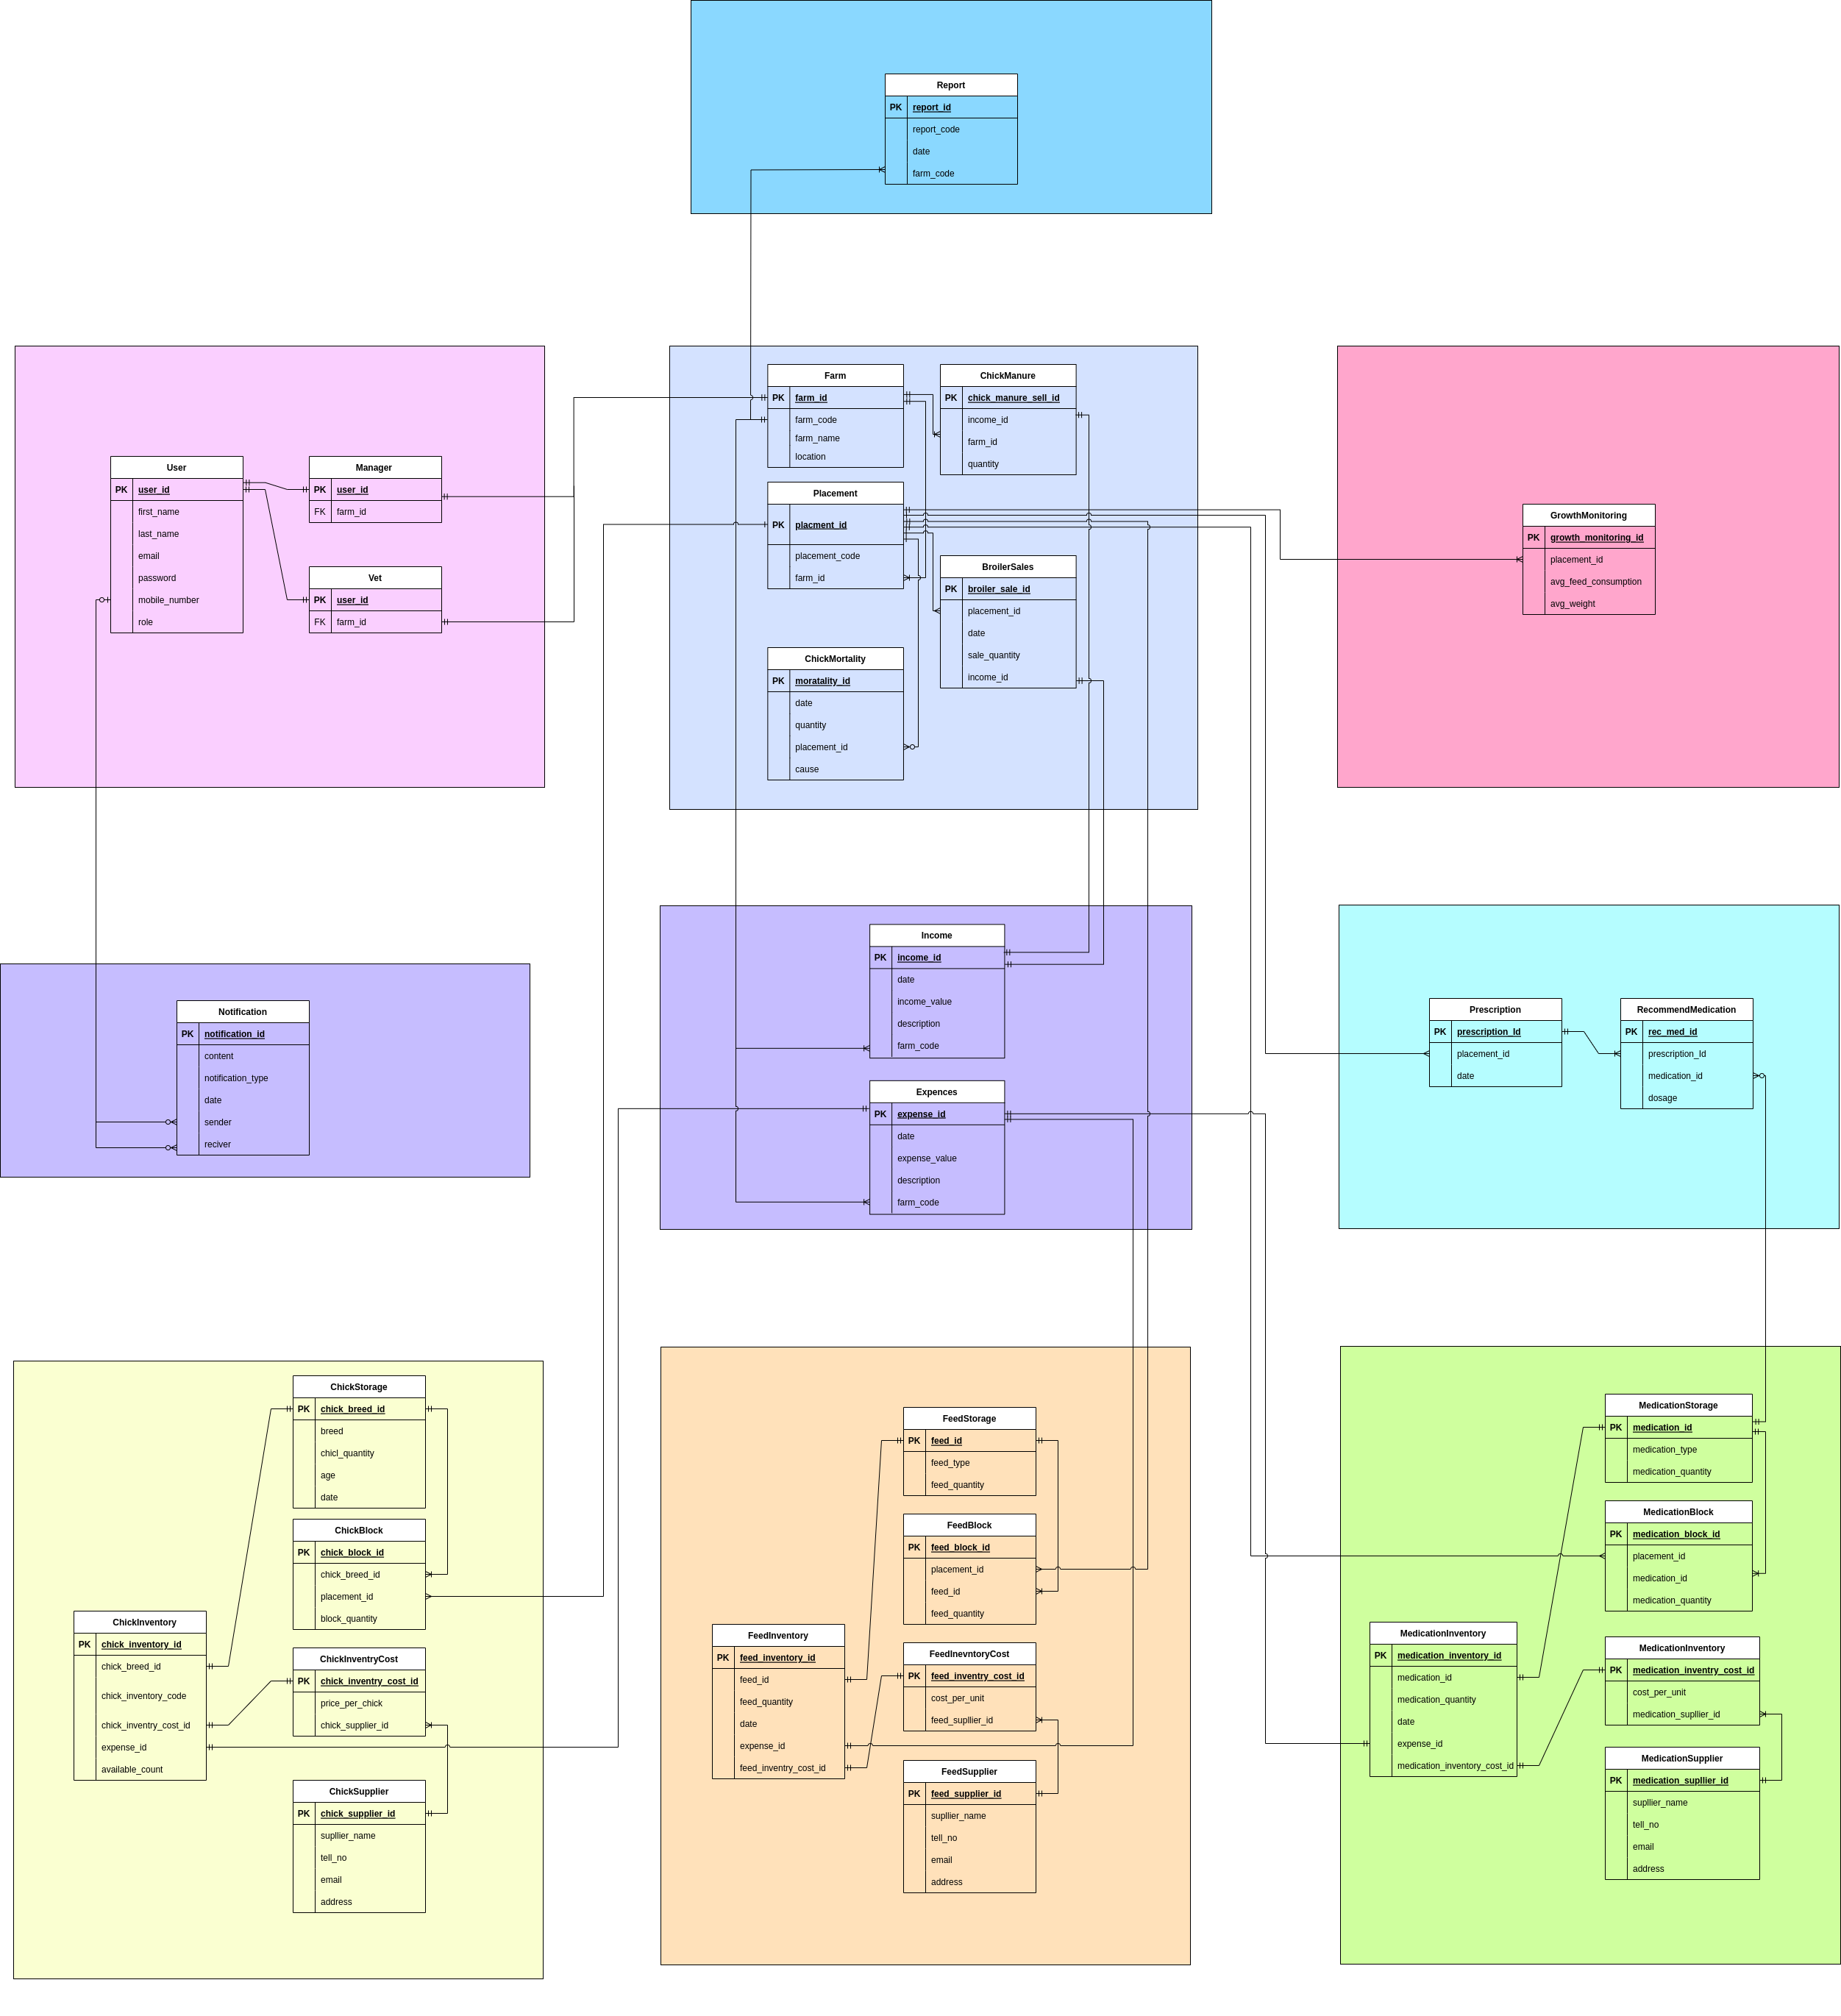 Report
PK report_id
report_code
date
farm_code
Farm
PK farm_id
farm_code
farm_name
location
ChickManure
PK chick_manure_sell_id
income_id
farm_id
quantity
User
PK user_id
first_name
last_name
email
password
mobile_number
role
Manager
PK user_id
FK farm_id
Vet
PK user_id
FK farm_id
Placement
PK placment_id
placement_code
farm_id
BroilerSales
PK broiler_sale_id
placement_id
date
sale_quantity
income_id
ChickMortality
PK moratality_id
date
quantity
placement_id
cause
GrowthMonitoring
PK growth_monitoring_id
placement_id
avg_feed_consumption
avg_weight
Notification
PK notification_id
content
notification_type
date
sender
reciver
Income
PK income_id
date
income_value
description
farm_code
Expences
PK expense_id
date
expense_value
description
farm_code
Prescription
PK prescription_Id
placement_id
date
RecommendMedication
PK rec_med_id
prescription_Id
medication_id
dosage
ChickStorage
PK chick_breed_id
breed
chicl_quantity
age
date
ChickBlock
PK chick_block_id
chick_breed_id
placement_id
block_quantity
ChickInventory
PK chick_inventory_id
chick_breed_id
chick_inventory_code
chick_inventry_cost_id
expense_id
available_count
ChickInventryCost
PK chick_inventry_cost_id
price_per_chick
chick_supplier_id
ChickSupplier
PK chick_supplier_id
supllier_name
tell_no
email
address
FeedStorage
PK feed_id
feed_type
feed_quantity
FeedBlock
PK feed_block_id
placement_id
feed_id
feed_quantity
FeedInventory
PK feed_inventory_id
feed_id
feed_quantity
date
expense_id
feed_inventory_cost_id
FeedInevntoryCost
PK feed_inventry_cost_id
cost_per_unit
feed_supllier_id
FeedSupplier
PK feed_supplier_id
supllier_name
tell_no
email
address
MedicationStorage
PK medication_id
medication_type
medication_quantity
MedicationBlock
PK medication_block_id
placement_id
medication_id
medication_quantity
MedicationInventory
PK medication_inventory_id
medication_id
medication_quantity
date
expense_id
medication_inventory_cost_id
MedicationInventory
PK medication_inventry_cost_id
cost_per_unit
medication_supllier_id
MedicationSupplier
PK medication_supllier_id
supllier_name
tell_no
email
address